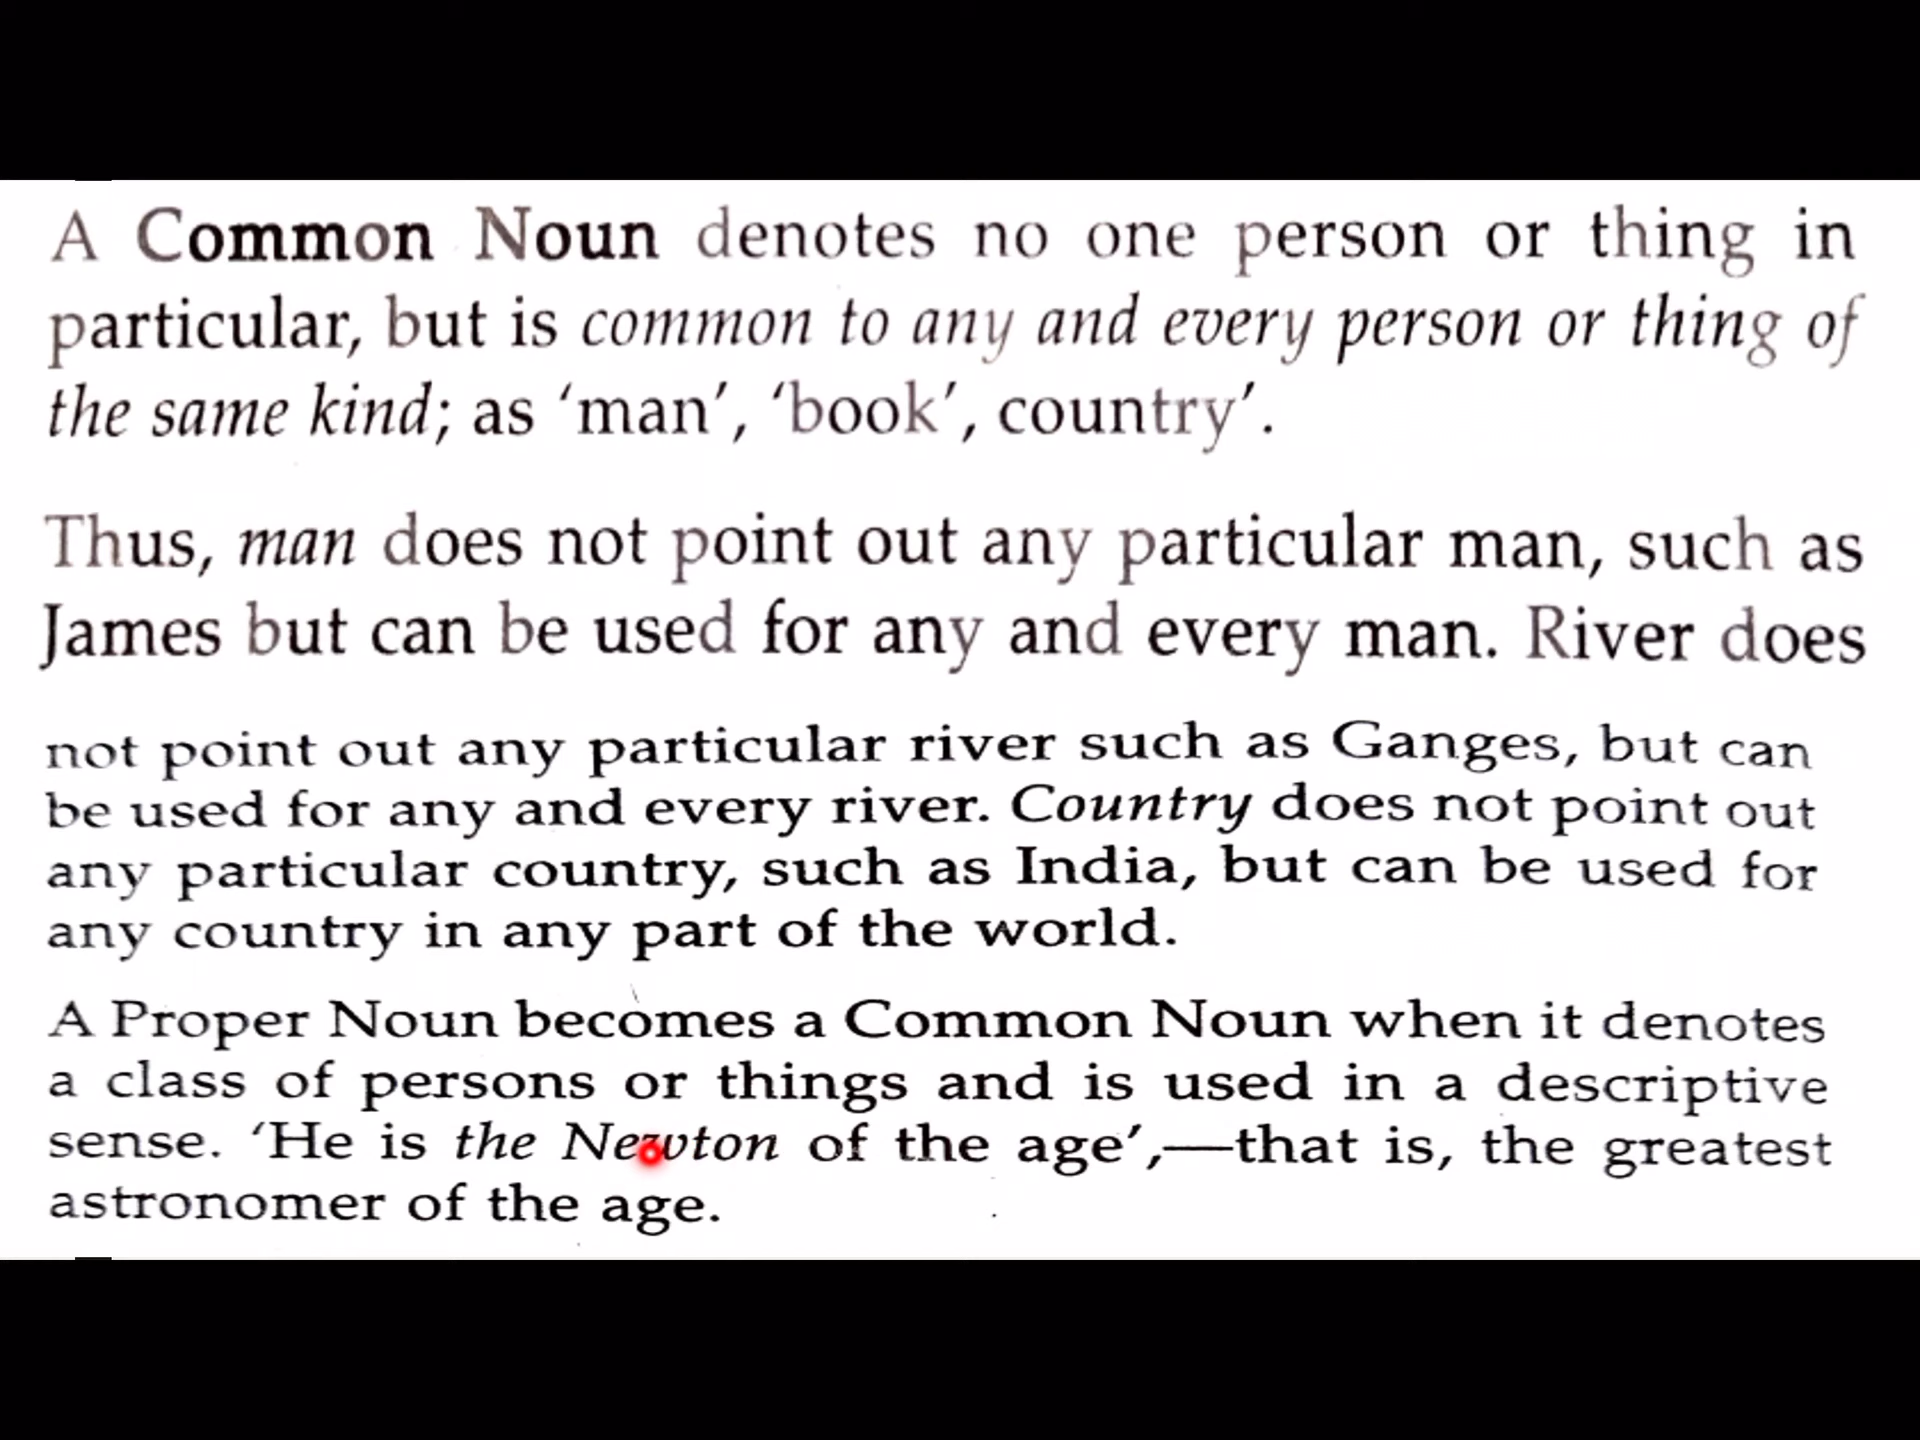 A Common Noun denotes no one person or thing in
particular, but is common to any and every person or thing of
the same kind; as ‘man’, ‘book’, country’.
Thus, man does not point out any particular man, such as
James but can be used for any and every man. River does
not point out any particular river such as Ganges, but can
be used for any and every river. Country does not point out
any particular country, such as India, but can be used for
any country in any part of the world.
A Proper Noun becomes a Common Noun when it denotes
a class of persons or things and is used in a descriptive
sense. ‘He is the Newton of the age’,—that is, the greatest
astronomer of the age.